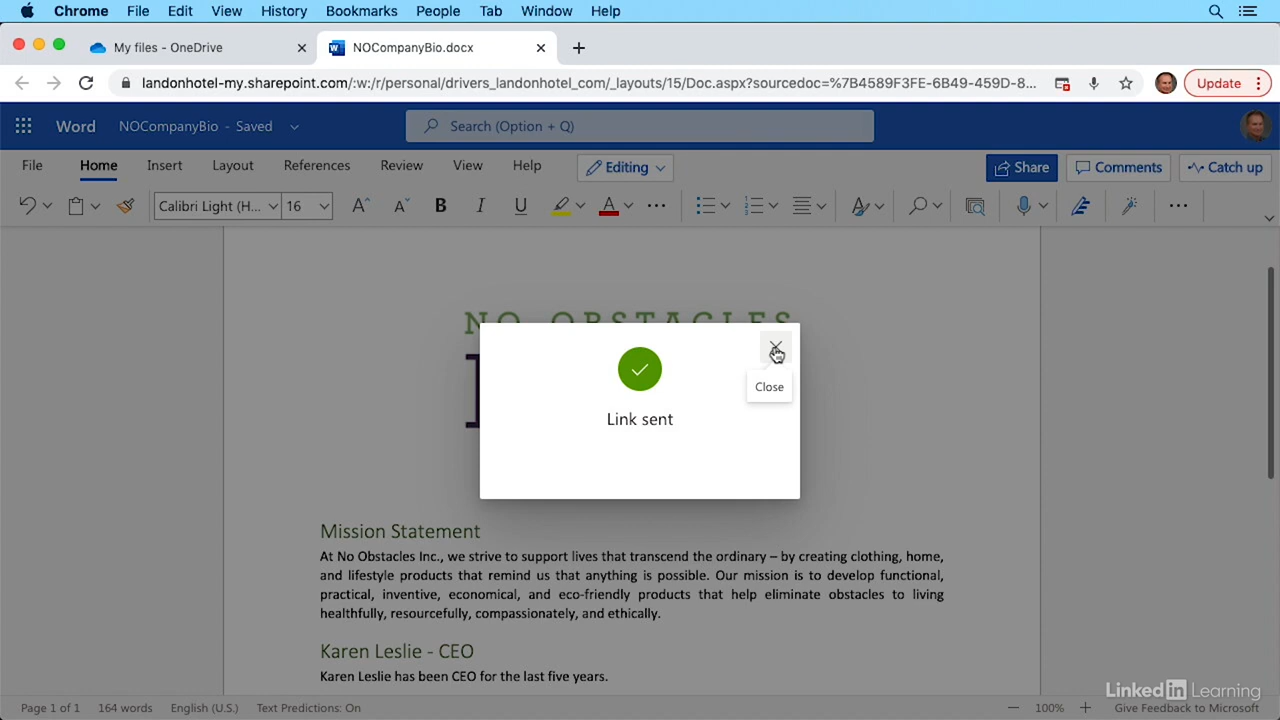 Chrome File Edit View History Bookmarks People Tab Window Help
My files - OneDrive
NOCompanyBio.docx
landonhotel-my.sharepoint.com/:w:/r/personal/drivers_landonhotel_com/_layouts/15/Doc.aspx?sourcedoc=%7B4589F3FE-6B49-459D-8...
Update
Word NOCompanyBio - Saved
Search (Option + Q)
File Home Insert Layout References Review View Help
Editing
Share
Comments
Catch up
Calibri Light (H... 16
NO OBSTACLES
Close
Link sent
Mission Statement
At No Obstacles Inc., we strive to support lives that transcend the ordinary – by creating clothing, home,
and lifestyle products that remind us that anything is possible. Our mission is to develop functional,
practical, inventive, economical, and eco-friendly products that help eliminate obstacles to living
healthfully, resourcefully, compassionately, and ethically.
Karen Leslie - CEO
Karen Leslie has been CEO for the last five years.
LinkedIn Learning
Page 1 of 1 164 words English (U.S.) Text Predictions: On
100% Give Feedback to Microsoft